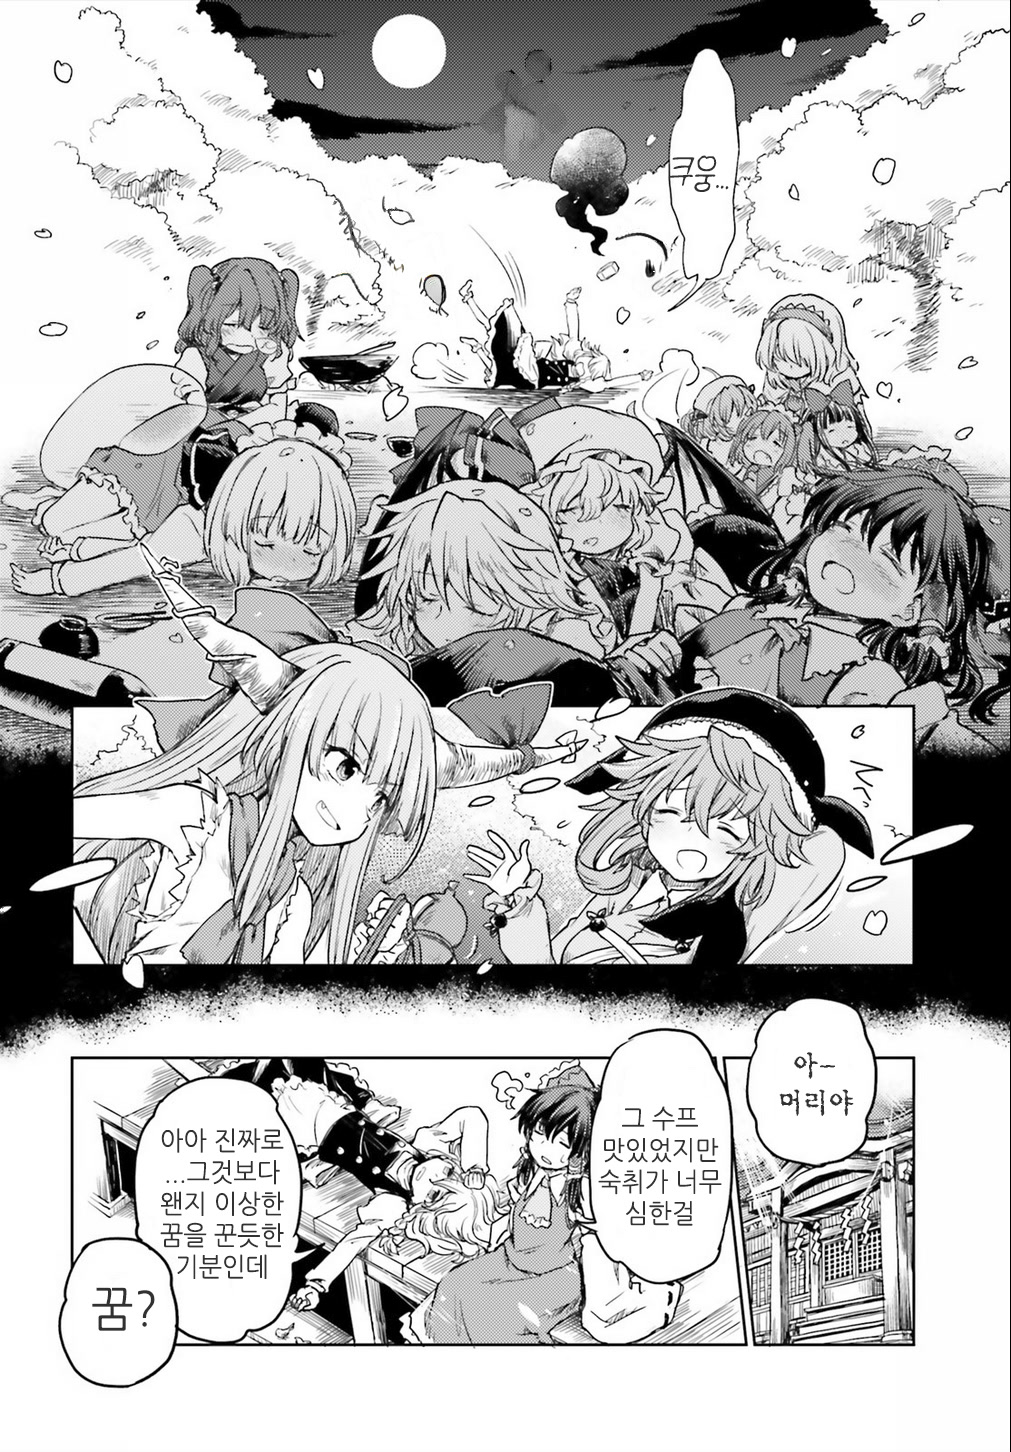 쿠웅...
아~
머리야
그 수프
맛있었지만
숙취가 너무
심한걸
아아 진짜로
...그것보다
왠지 이상한
꿈을 꾼듯한
기분인데
꿈?